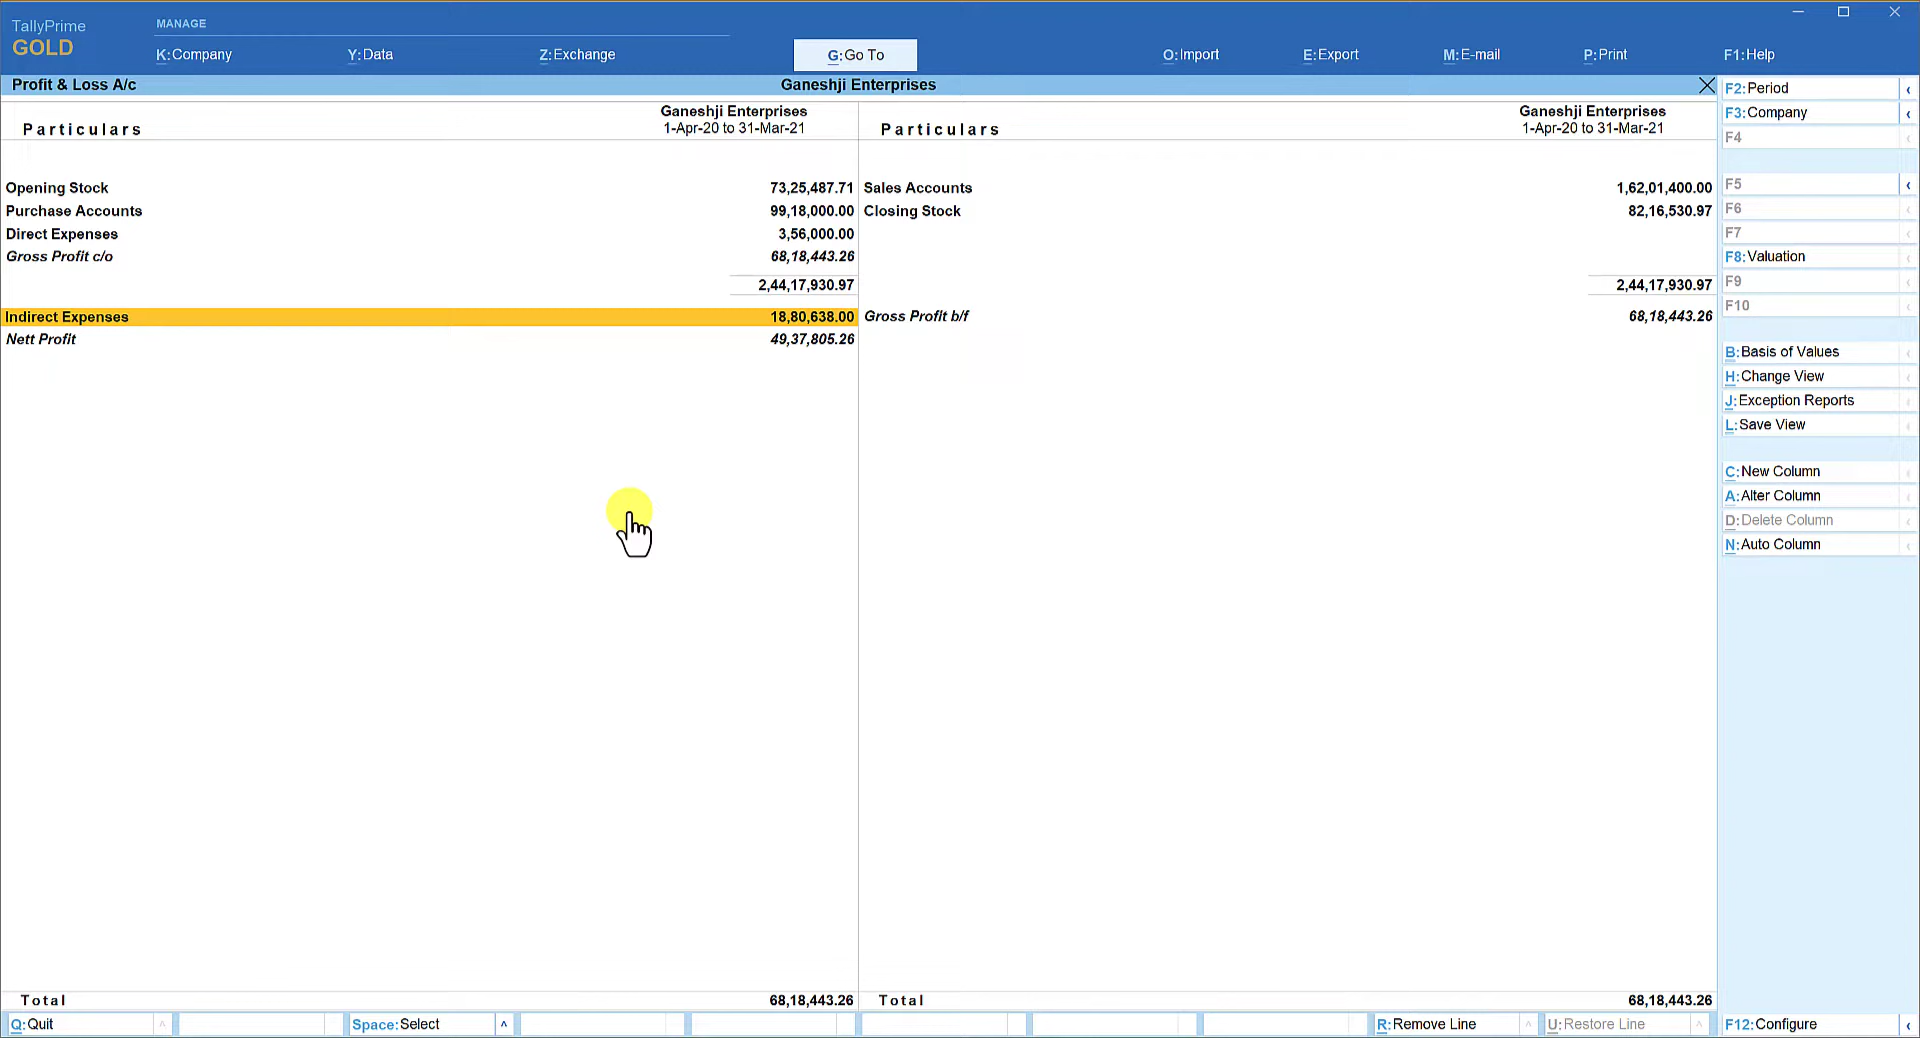 TallyPrime
GOLD
MANAGE
K:Company
Y:Data
Z:Exchange
G:Go To
O:Import
E:Export
M:E-mail
P:Print
F1:Help
Profit & Loss A/c
Ganeshji Enterprises
Particulars
Ganeshji Enterprises
1-Apr-20 to 31-Mar-21
Particulars
Ganeshji Enterprises
1-Apr-20 to 31-Mar-21
Opening Stock 73,25,487.71
Purchase Accounts 99,18,000.00
Direct Expenses 3,56,000.00
Gross Profit c/o 68,18,443.26
2,44,17,930.97
Indirect Expenses 18,80,638.00
Nett Profit 49,37,805.26
Total 68,18,443.26
Sales Accounts 1,62,01,400.00
Closing Stock 82,16,530.97
2,44,17,930.97
Gross Profit b/f 68,18,443.26
Total 68,18,443.26
F2:Period
F3:Company
F4
F5
F6
F7
F8:Valuation
F9
F10
B:Basis of Values
H:Change View
J:Exception Reports
L:Save View
C:New Column
A:Alter Column
D:Delete Column
N:Auto Column
Q:Quit
Space:Select
R:Remove Line
U:Restore Line
F12:Configure